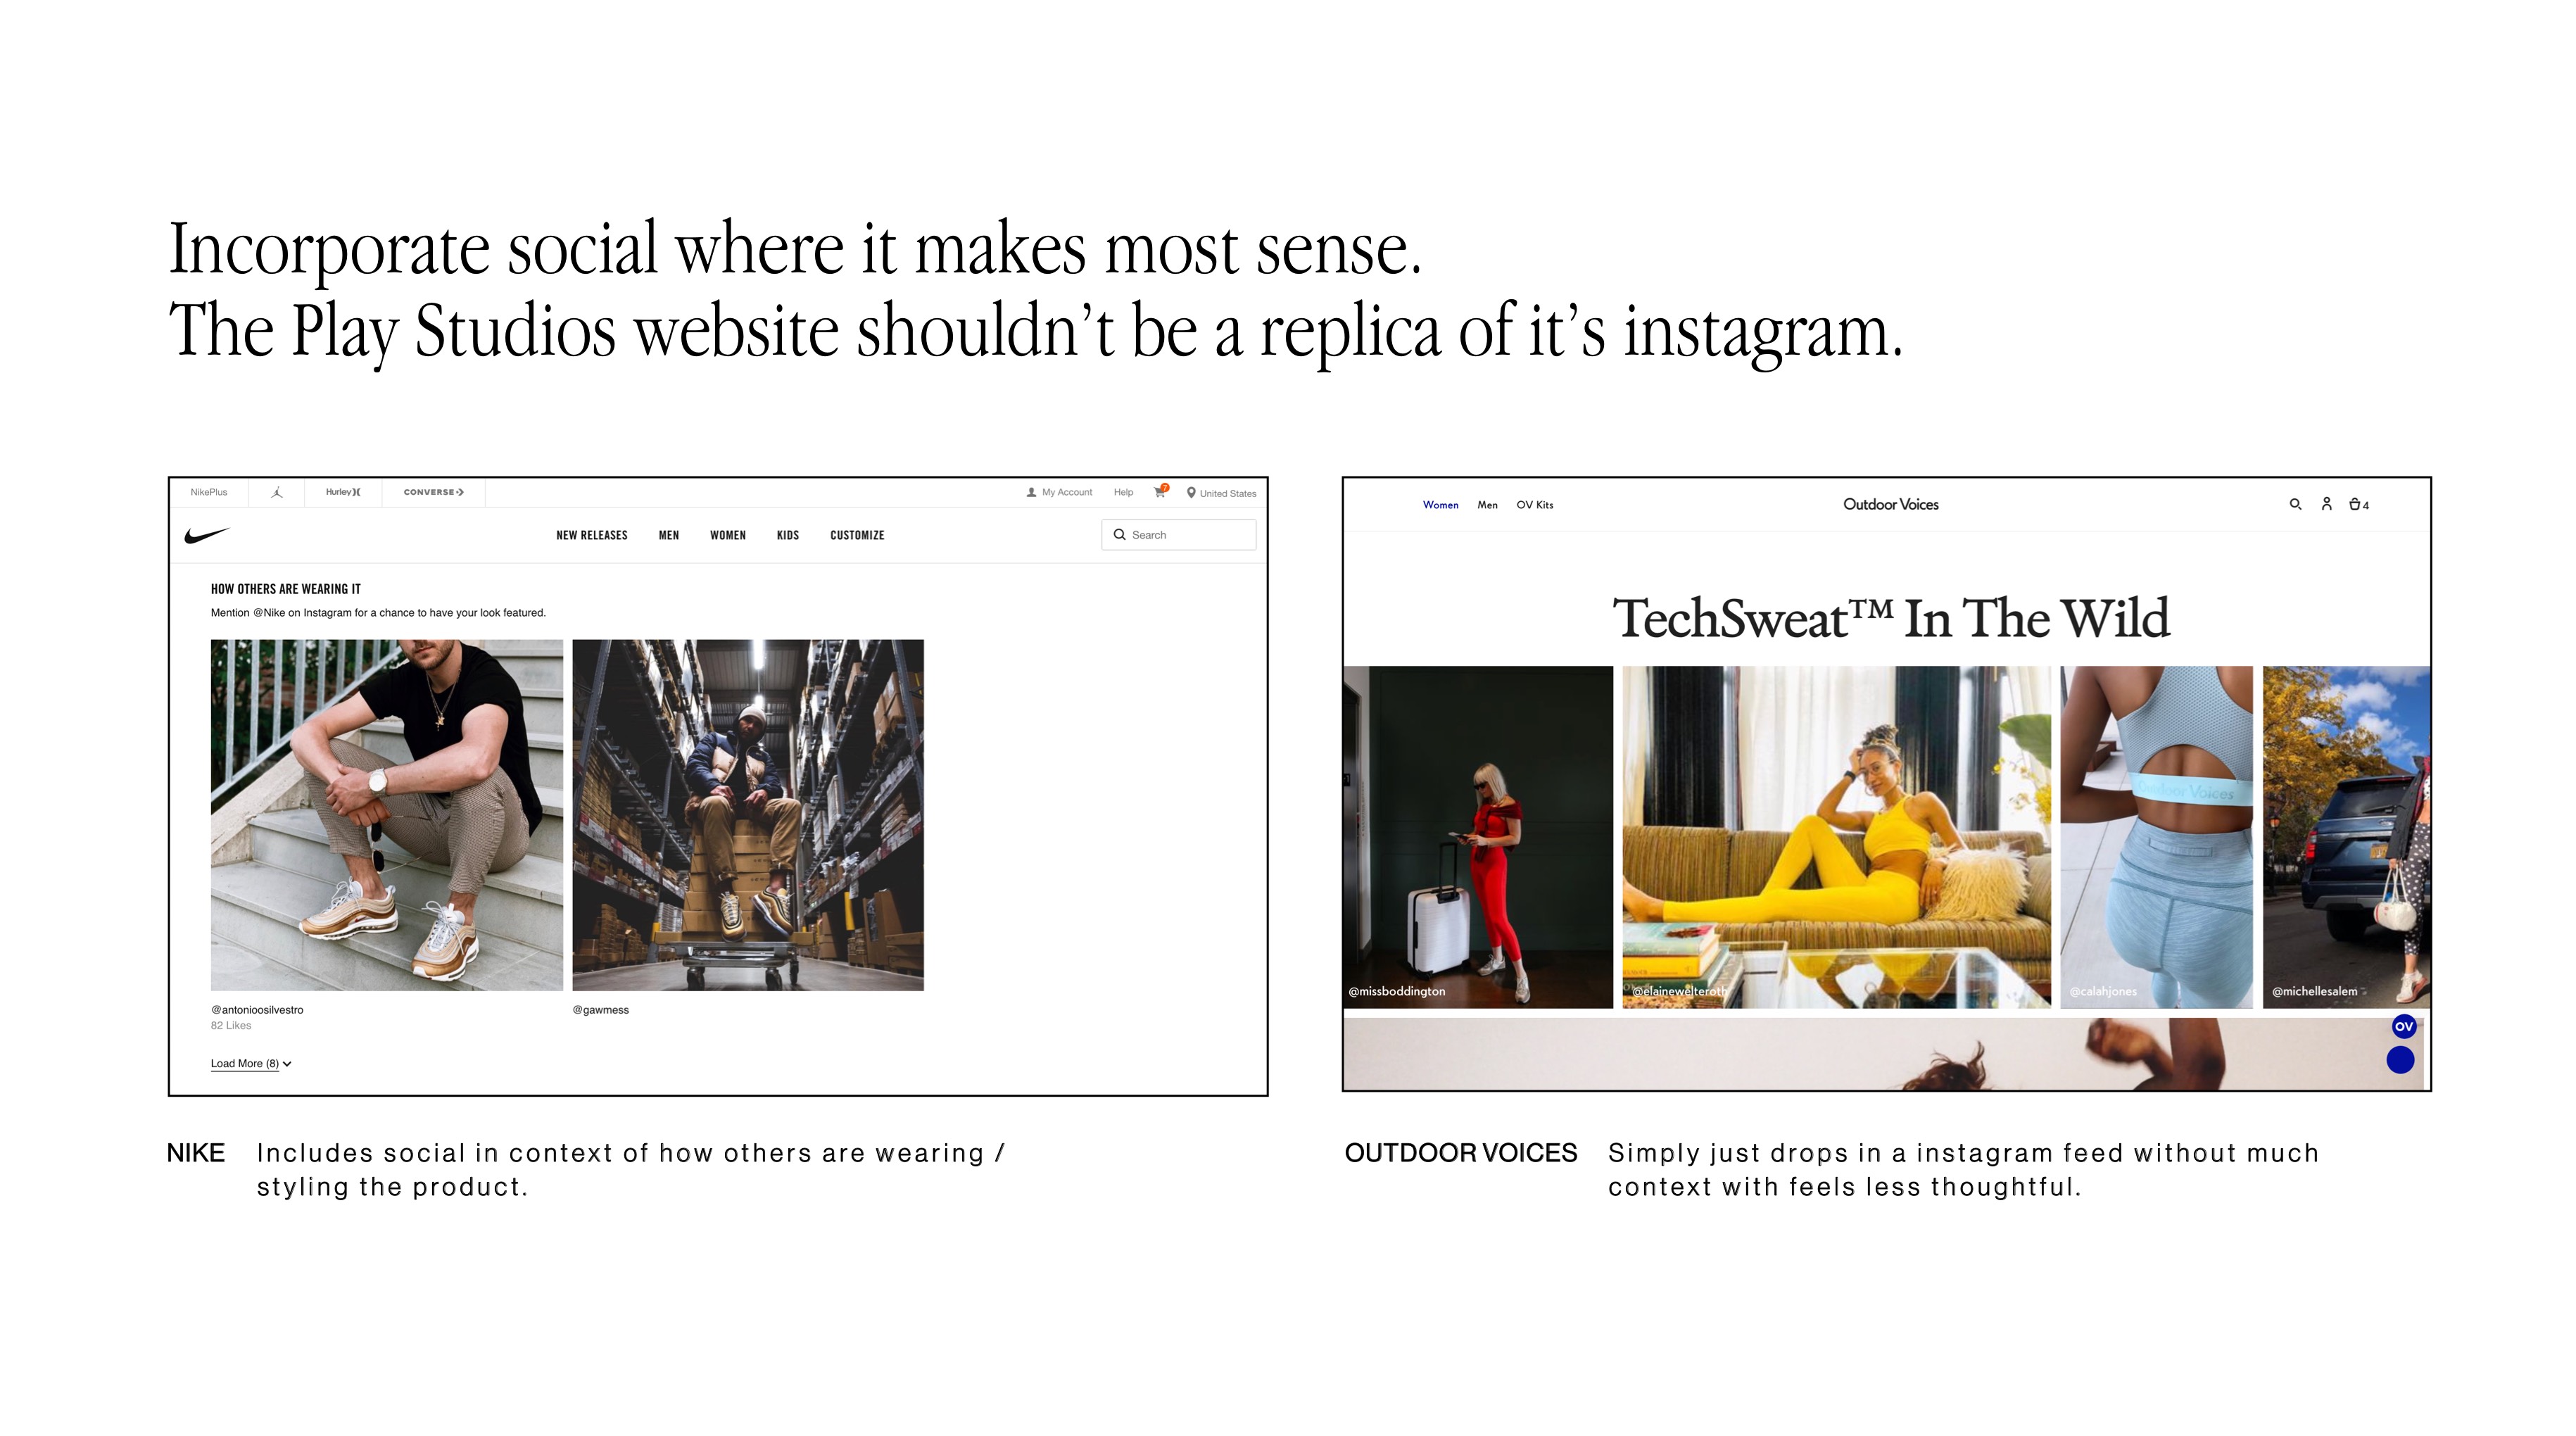 Incorporate social where it makes most sense.
The Play Studios website shouldn’t be a replica of it’s instagram.
NikePlus
Hurley
CONVERSE
My Account
Help
7
United States
NEW RELEASES
MEN
WOMEN
KIDS
CUSTOMIZE
Search
HOW OTHERS ARE WEARING IT
Mention @Nike on Instagram for a chance to have your look featured.
@antonioosilvestro
82 Likes
@gawmess
Load More (8)
Women
Men
OV Kits
Outdoor Voices
4
TechSweat™ In The Wild
Outdoor Voices
@missboddington
@elainewelteroth
@calahjones
@michellesalem
OV
NIKE
Includes social in context of how others are wearing /
styling the product.
OUTDOOR VOICES
Simply just drops in a instagram feed without much
context with feels less thoughtful.